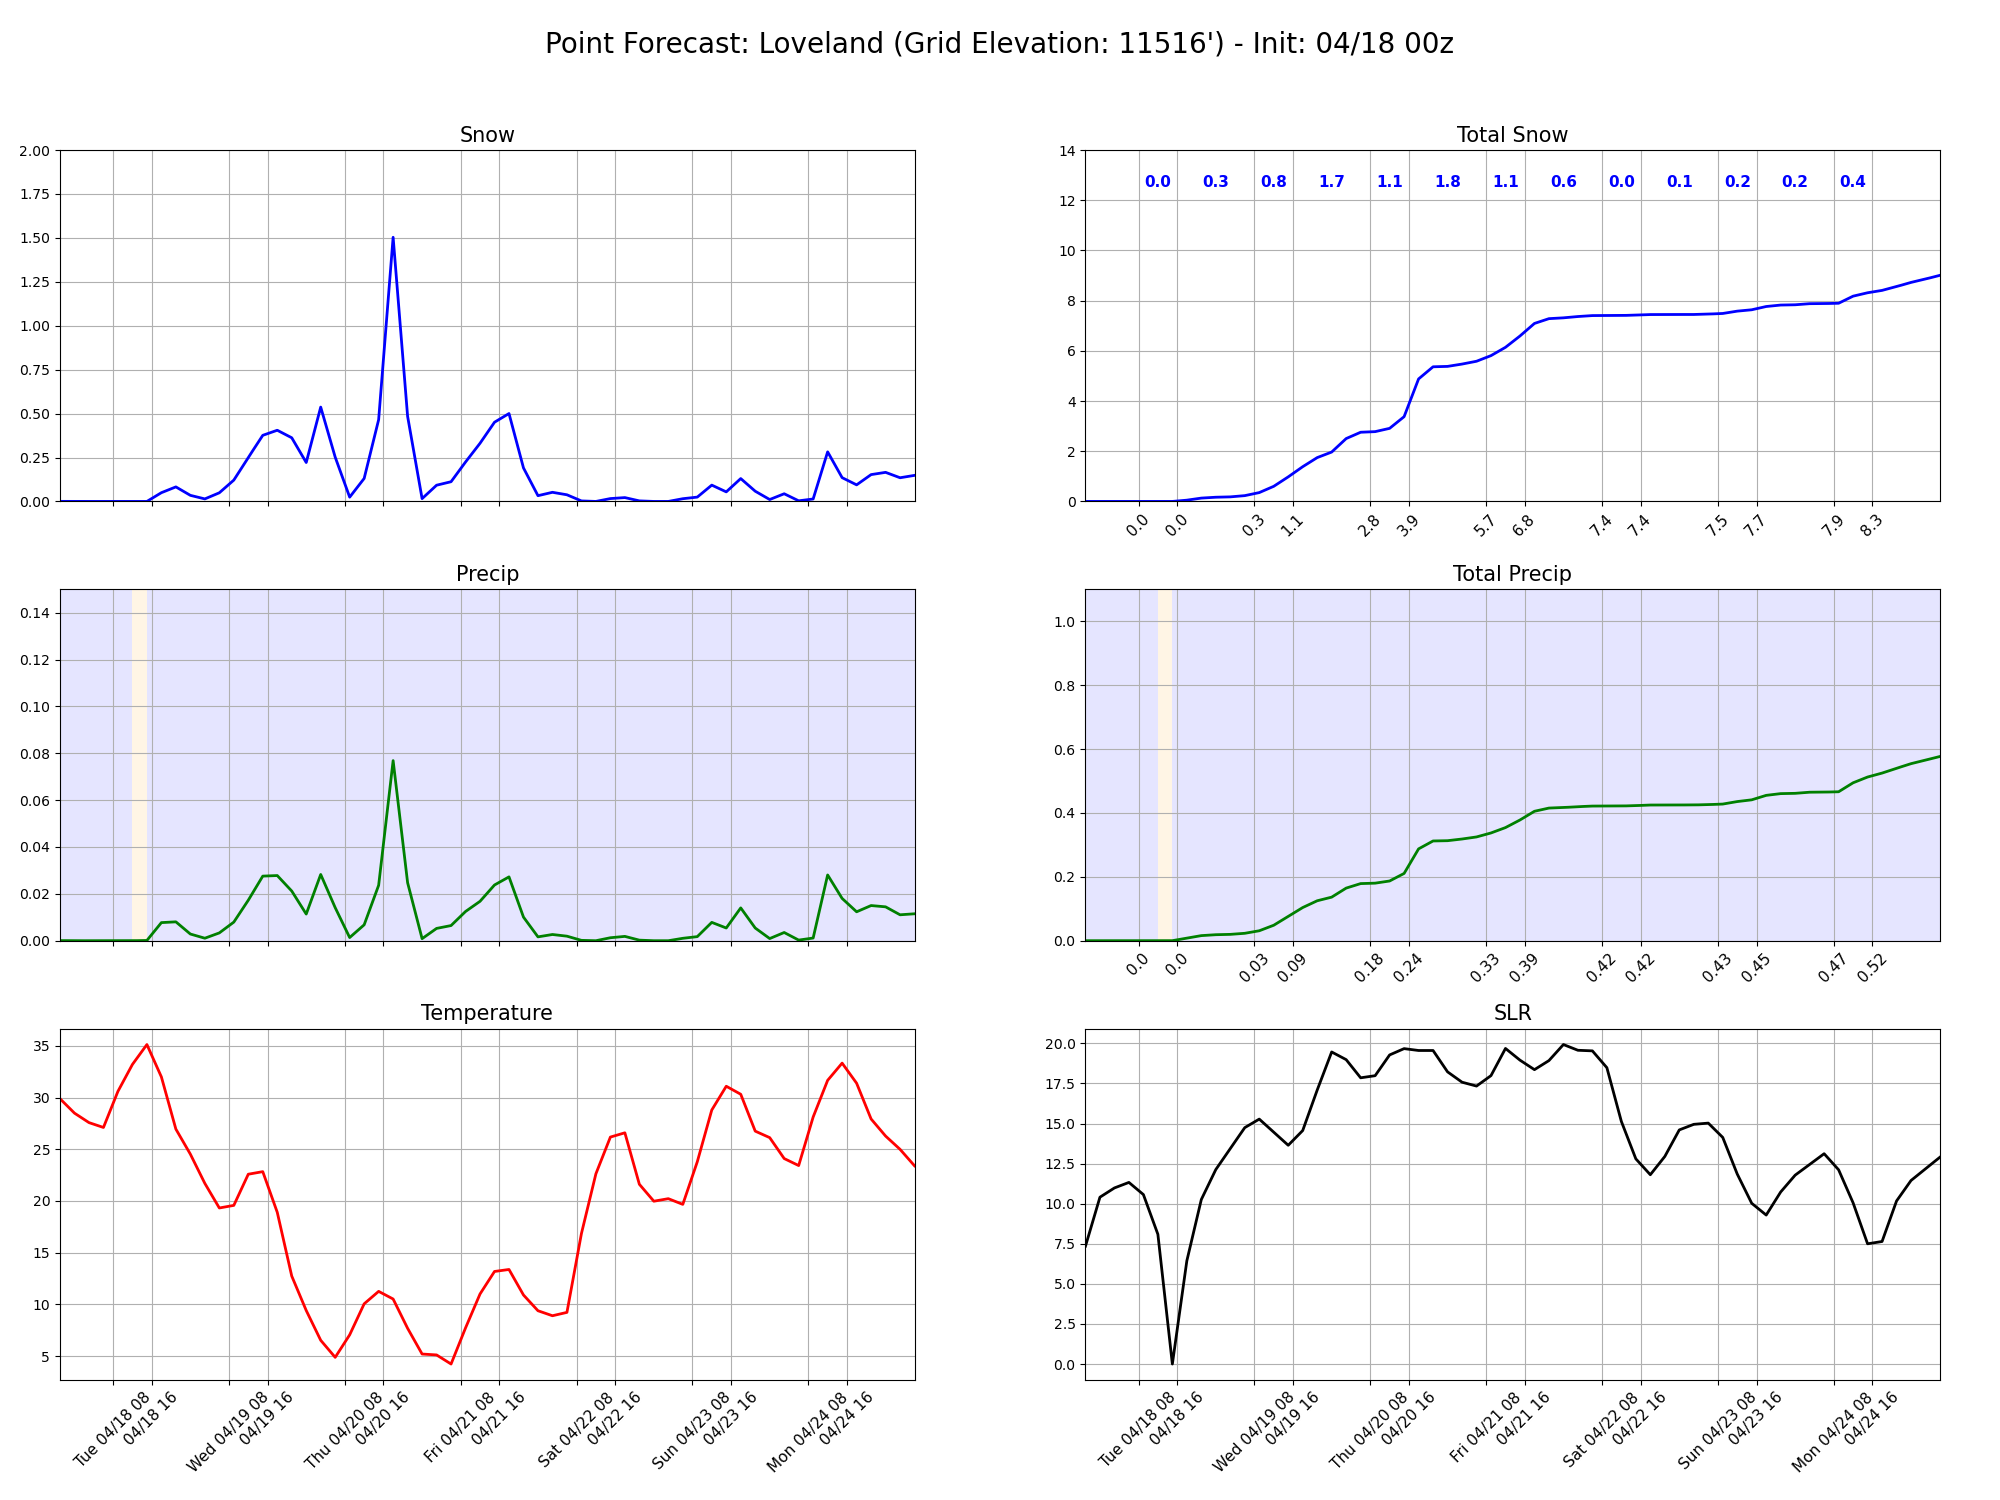 Point Forecast: Loveland (Grid Elevation: 11516') - Init: 04/18 00z
Snow
2.00
1.75
1.50
1.25
1.00
0.75
0.50
0.25
0.00
Total Snow
14
12
10
8
6
4
2
0
0.0 0.3 0.8 1.7 1.1 1.8 1.1 0.6 0.0 0.1 0.2 0.2 0.4
0.0 0.0 0.3 1.1 2.8 3.9 5.7 6.8 7.4 7.4 7.5 7.7 7.9 8.3
Precip
0.14
0.12
0.10
0.08
0.06
0.04
0.02
0.00
Total Precip
1.0
0.8
0.6
0.4
0.2
0.0
0.0 0.0 0.03 0.09 0.18 0.24 0.33 0.39 0.42 0.42 0.43 0.45 0.47 0.52
Temperature
35
30
25
20
15
10
5
Tue 04/18 08
04/18 16
Wed 04/19 08
04/19 16
Thu 04/20 08
04/20 16
Fri 04/21 08
04/21 16
Sat 04/22 08
04/22 16
Sun 04/23 08
04/23 16
Mon 04/24 08
04/24 16
SLR
20.0
17.5
15.0
12.5
10.0
7.5
5.0
2.5
0.0
Tue 04/18 08
04/18 16
Wed 04/19 08
04/19 16
Thu 04/20 08
04/20 16
Fri 04/21 08
04/21 16
Sat 04/22 08
04/22 16
Sun 04/23 08
04/23 16
Mon 04/24 08
04/24 16